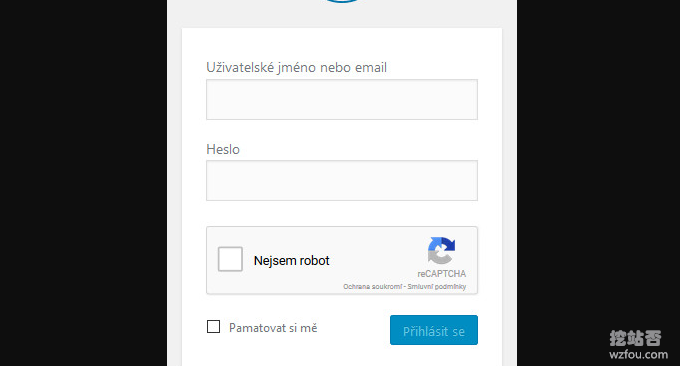 Uživatelské jméno nebo email
Heslo
Nejsem robot
reCAPTCHA
Ochrana soukromí - Smluvní podmínky
Pamatovat si mě
Přihlásit se
挖站否
wzfou.com